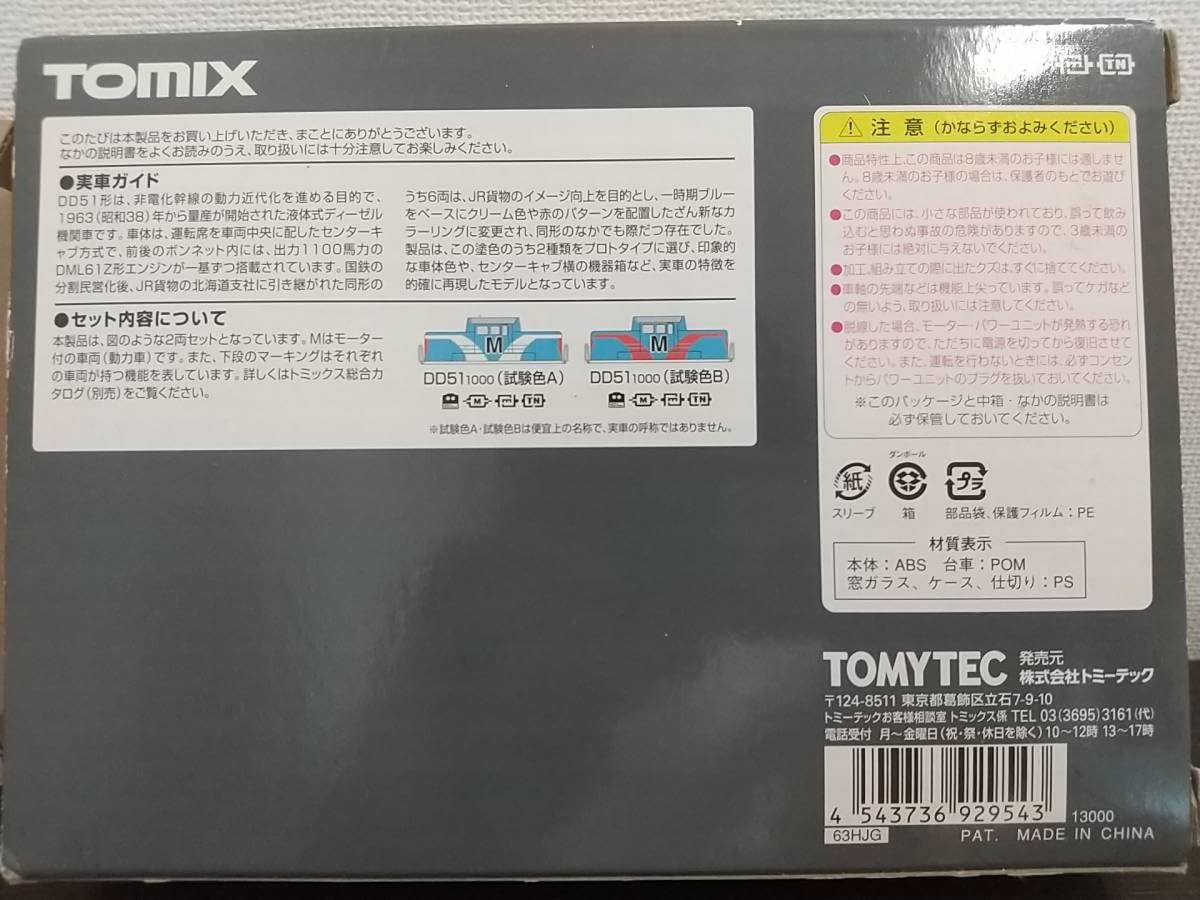 TOMIX
TN
このたびは本製品をお買い上げいただき、まことにありがとうございます。
なかの説明書をよくお読みのうえ、取り扱いには十分注意してお楽しみください。
●実車ガイド
DD51形は、非電化幹線の動力近代化を進める目的で、
1963(昭和38)年から量産が開始された液体式ディーゼル
機関車です。車体は、運転席を車両中央に配したセンターキ
ャブ方式で、前後のボンネット内には、出力1100馬力の
DML61Z形エンジンが一基ずつ搭載されています。国鉄の
分割民営化後、JR貨物の北海道支社に引き継がれた同形の
うち6両は、JR貨物のイメージ向上を目的とし、一時期ブルー
をベースにクリーム色や赤のパターンを配置したざん新なカ
ラーリングに変更され、同形のなかでも際だつ存在でした。
製品は、この塗色のうち2種類をプロトタイプに選び、印象的
な車体色や、センターキャブ横の機器箱など、実車の特徴を
的確に再現したモデルとなっています。
●セット内容について
本製品は、図のような2両セットとなっています。Mはモーター
付の車両(動力車)です。また、下段のマーキングはそれぞれ
の車両が持つ機能を表しています。詳しくはトミックス総合カ
タログ(別売)をご覧ください。
M
M
DD511000(試験色A)
DD511000(試験色B)
M TN
M TN
※試験色A・試験色Bは便宜上の名称で、実車の呼称ではありません。
注意(かならずおよみください)
●商品特性上、この商品は8歳未満のお子様には適しませ
ん。8歳未満のお子様の場合は、保護者のもとでお遊び
ください。
●この商品には、小さな部品が使われており、誤って飲み
込むと思わぬ事故の危険がありますので、3歳未満の
お子様には絶対に与えないでください。
●加工、組み立ての際に出たクズは、すぐに捨ててください。
●車軸の先端などは機能上尖っています。誤ってケガなど
の無いよう、取り扱いには注意してください。
●脱線した場合、モーター・パワーユニットが発熱する恐れ
がありますので、ただちに電源を切ってから復旧させて
ください。また、運転を行わないときには、必ずコンセン
トからパワーユニットのプラグを抜いておいてください。
※このパッケージと中箱・なかの説明書は
必ず保管しておいてください。
ダンボール
紙 プラ
スリーブ 箱 部品袋、保護フィルム：PE
材質表示
本体：ABS 台車：POM
窓ガラス、ケース、仕切り：PS
TOMYTEC 発売元
株式会社トミーテック
〒124-8511 東京都葛飾区立石7-9-10
トミーテックお客様相談室 トミックス係 TEL 03(3695)3161(代)
電話受付 月〜金曜日(祝・祭・休日を除く)10〜12時 13〜17時
4 543736 929543
13000
63HJG
PAT. MADE IN CHINA